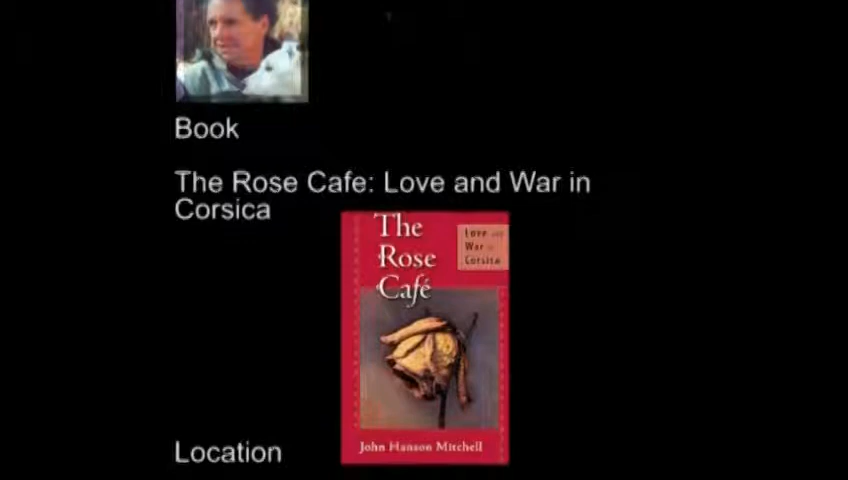 Book
The Rose Cafe: Love and War in
Corsica
The
Rose
Café
Love and
War in
Corsica
John Hanson Mitchell
Location